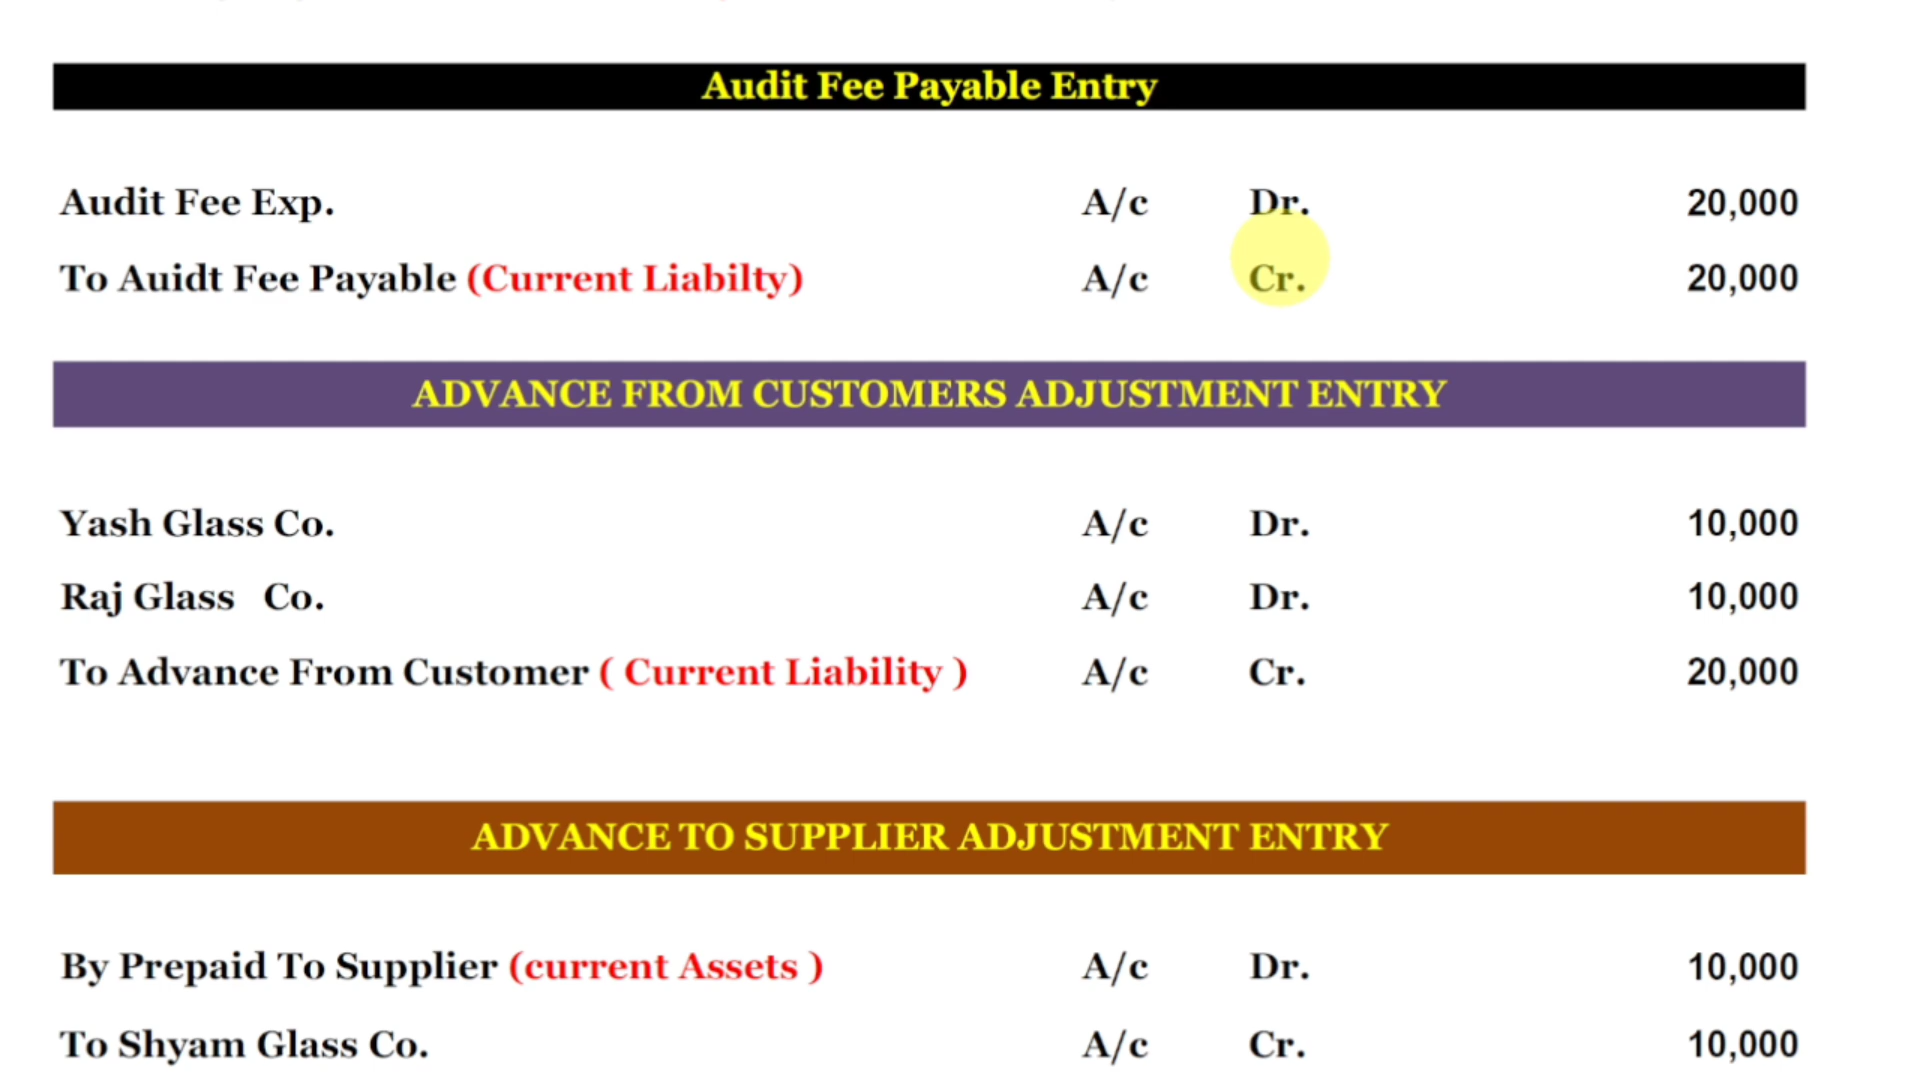 Audit Fee Payable Entry
Audit Fee Exp. A/c Dr. 20,000
To Auidt Fee Payable (Current Liabilty) A/c Cr. 20,000
ADVANCE FROM CUSTOMERS ADJUSTMENT ENTRY
Yash Glass Co. A/c Dr. 10,000
Raj Glass Co. A/c Dr. 10,000
To Advance From Customer ( Current Liability ) A/c Cr. 20,000
ADVANCE TO SUPPLIER ADJUSTMENT ENTRY
By Prepaid To Supplier (current Assets ) A/c Dr. 10,000
To Shyam Glass Co. A/c Cr. 10,000